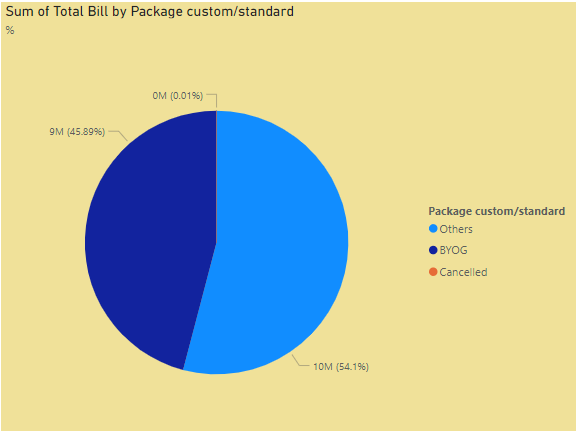 Sum of Total Bill by Package custom/standard
%
0M (0.01%)
9M (45.89%)
10M (54.1%)
Package custom/standard
Others
BYOG
Cancelled